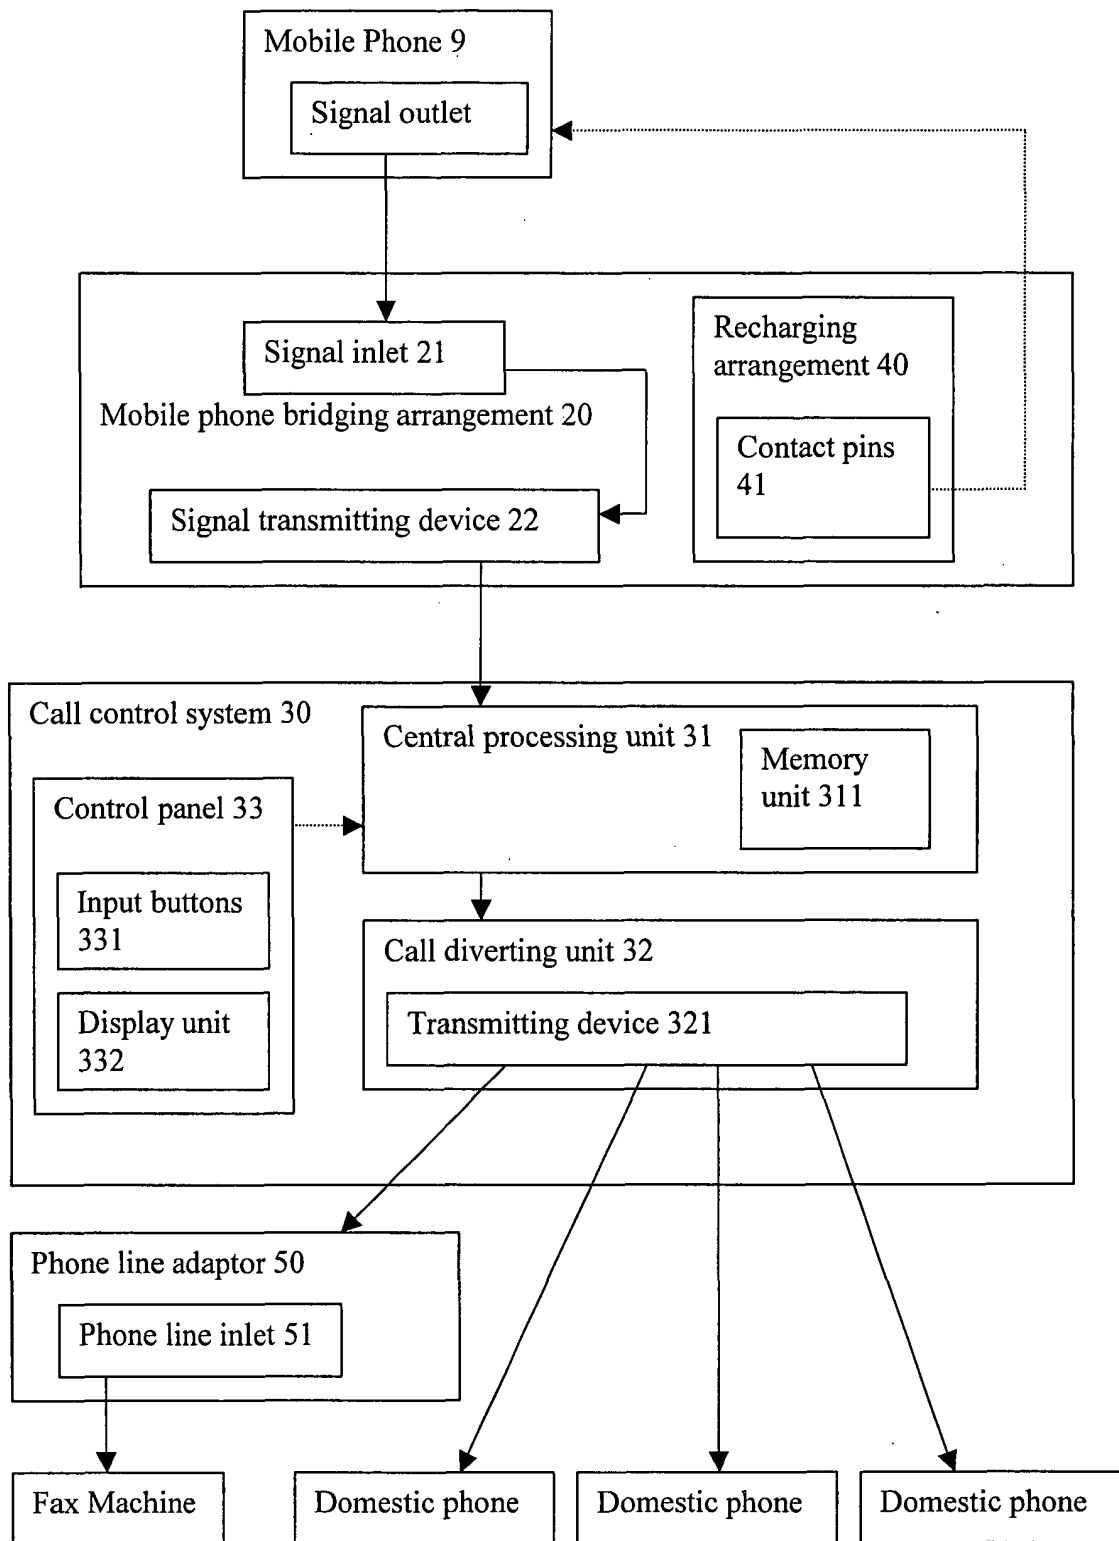 Mobile Phone 9
Signal outlet
Signal inlet 21
Mobile phone bridging arrangement 20
Signal transmitting device 22
Recharging
arrangement 40
Contact pins
41
Call control system 30
Central processing unit 31
Memory
unit 311
Control panel 33
Input buttons
331
Display unit
332
Call diverting unit 32
Transmitting device 321
Phone line adaptor 50
Phone line inlet 51
Fax Machine
Domestic phone
Domestic phone
Domestic phone